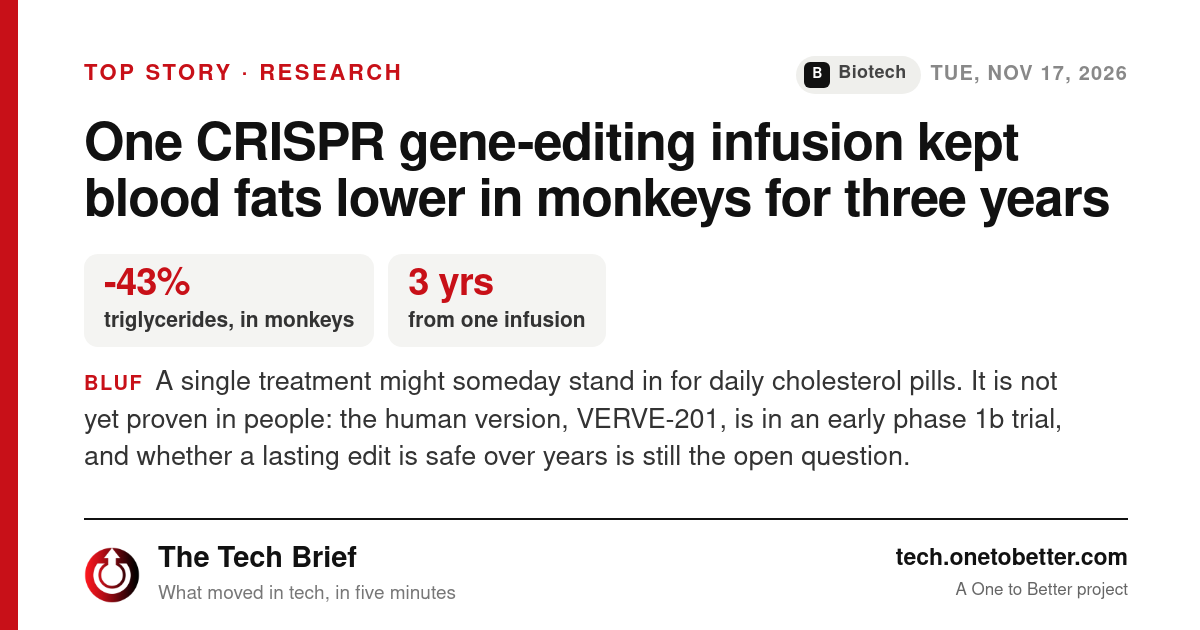 TOP STORY · RESEARCH
B Biotech TUE, NOV 17, 2026
One CRISPR gene-editing infusion kept
blood fats lower in monkeys for three years
-43%
triglycerides, in monkeys
3 yrs
from one infusion
BLUF A single treatment might someday stand in for daily cholesterol pills. It is not
yet proven in people: the human version, VERVE-201, is in an early phase 1b trial,
and whether a lasting edit is safe over years is still the open question.
The Tech Brief
What moved in tech, in five minutes
tech.onetobetter.com
A One to Better project